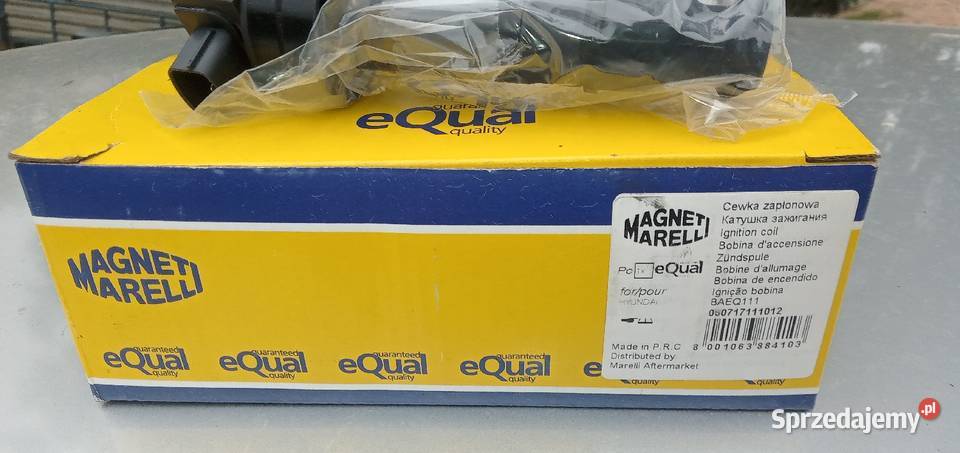 guaranteed
eQual
quality
MAGNETI
MARELLI
guaranteed
eQual
quality
guaranteed
eQual
quality
guaranteed
eQual
quality
guaranteed
eQual
quality
MAGNETI
MARELLI
eQual
for/pour
HYUNDAI
Cewka zapłonowa
Катушка зажигания
Ignition coil
Bobina d'accensione
Zündspule
Bobine d'allumage
Bobina de encendido
Ignição bobina
BAEQ111
060717111012
8 001063 884103
Made in P.R.C
Distributed by
Marelli Aftermarket
Sprzedajemy.pl